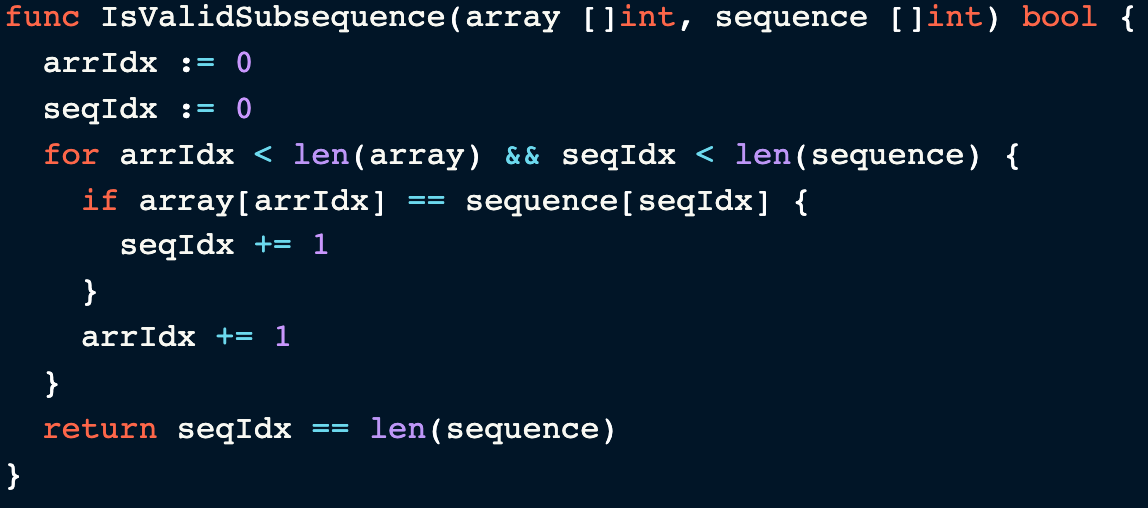 func IsValidSubsequence(array []int, sequence []int) bool {
  arrIdx := 0
  seqIdx := 0
  for arrIdx < len(array) && seqIdx < len(sequence) {
    if array[arrIdx] == sequence[seqIdx] {
      seqIdx += 1
    }
    arrIdx += 1
  }
  return seqIdx == len(sequence)
}